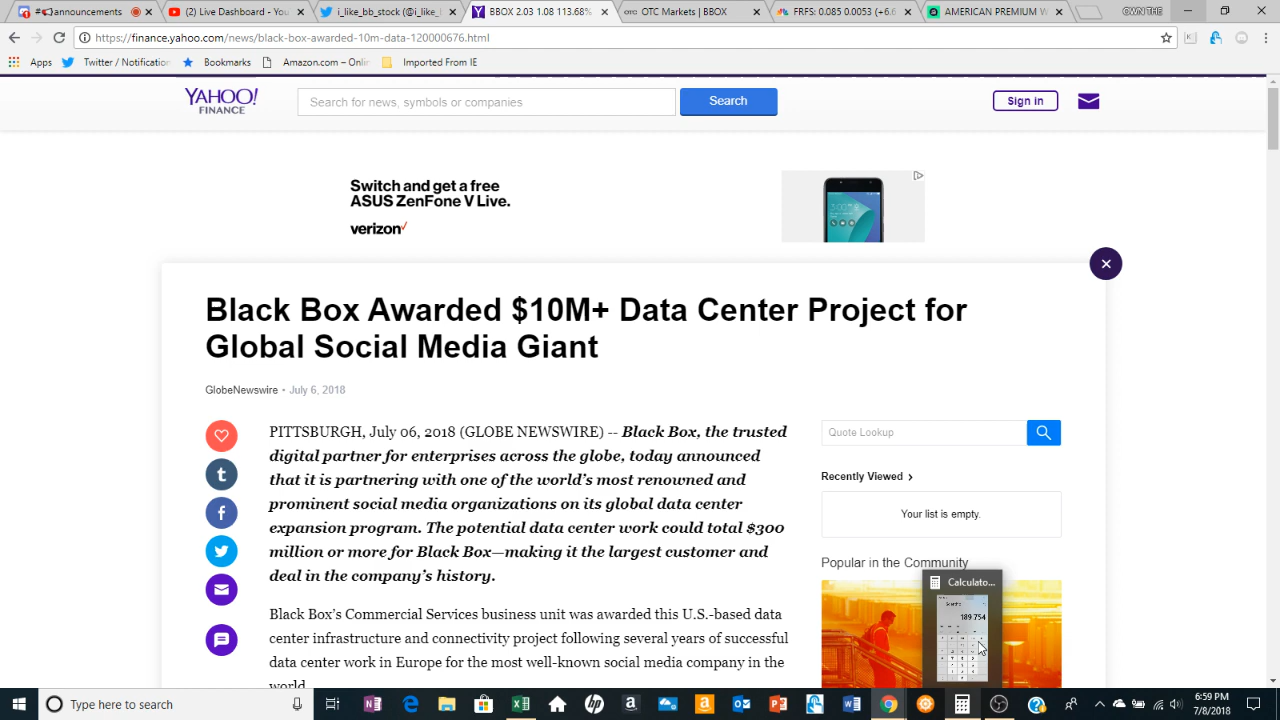 #📢announcements
(2) Live Dashboard - You
i_like_bb_stock (@i_like_
BBOX 2.03 1.08 113.68%
OTC Markets | BBOX
FRFS: 0.085 0.0053 (+6.6
AMERICAN PREMIUM W
OWN THE
https://finance.yahoo.com/news/black-box-awarded-10m-data-120000676.html
Apps
Twitter / Notification
Bookmarks
Amazon.com – Onli
Imported From IE
YAHOO!
FINANCE
Search for news, symbols or companies
Search
Sign in
Switch and get a free
ASUS ZenFone V Live.
verizon✓
Black Box Awarded $10M+ Data Center Project for
Global Social Media Giant
GlobeNewswire • July 6, 2018
PITTSBURGH, July 06, 2018 (GLOBE NEWSWIRE) -- Black Box, the trusted
digital partner for enterprises across the globe, today announced
that it is partnering with one of the world's most renowned and
prominent social media organizations on its global data center
expansion program. The potential data center work could total $300
million or more for Black Box—making it the largest customer and
deal in the company's history.
Black Box's Commercial Services business unit was awarded this U.S.-based data
center infrastructure and connectivity project following several years of successful
data center work in Europe for the most well-known social media company in the
world.
Quote Lookup
Recently Viewed ›
Your list is empty.
Popular in the Community
Calculato...
189.754
Type here to search
6:59 PM
7/8/2018